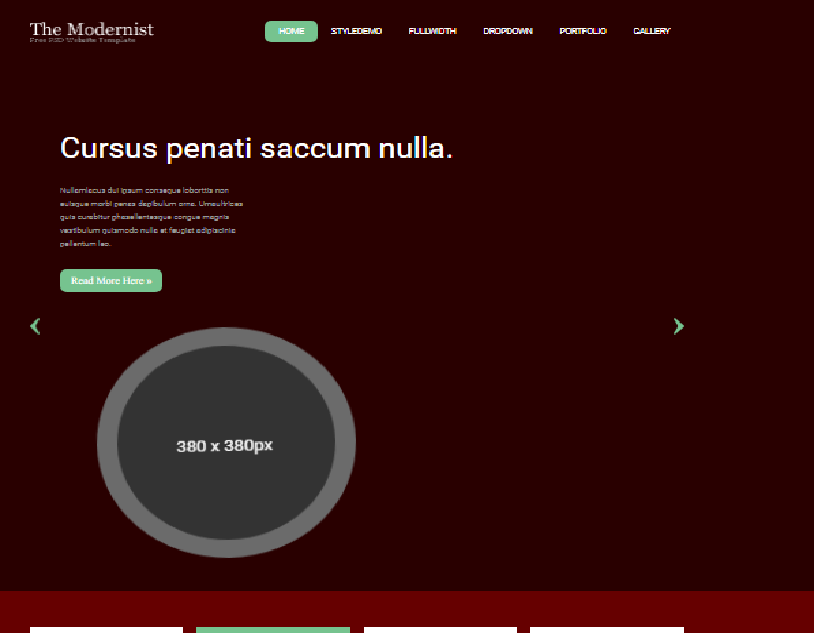 The Modernist
Free PSD Website Template
HOME STYLEDEMO FULLWIDTH DROPDOWN PORTFOLIO GALLERY
Cursus penati saccum nulla.
Nullamlacus dui ipsum conseque loborttis non
euisque morbi penas dapibulum orna. Urnaultrices
quis curabitur phasellentesque congue magnis
vestibulum quismodo nulla et feugiat adipiscinia
pellentum leo.
Read More Here »
380 x 380px